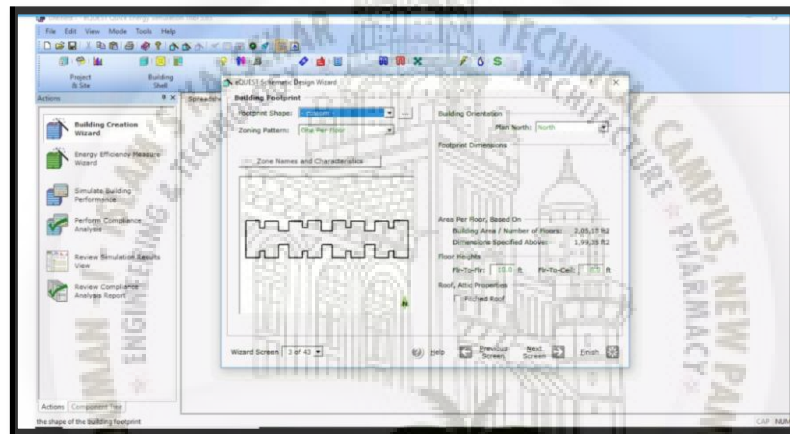 File Edit View Mode Tools Help
Project & Site
Building Shell
Actions
Building Creation Wizard
Energy Efficiency Measure Wizard
Simulate Building Performance
Perform Compliance Analysis
Review Simulation Results View
Review Compliance Analysis Report
Actions Component Tree
the shape of the building footprint
CAP NUM
eQUEST Schematic Design Wizard
Building Footprint
Footprint Shape:
Zoning Pattern: One Per Floor
Zone Names and Characteristics
Building Orientation
Plan North: North
Footprint Dimensions
Area Per Floor, Based On
Building Area / Number of Floors:
Dimensions Specified Above:
Floor Heights
Flr-To-Flr: ft Flr-To-Ceil: ft
Roof, Attic Properties
Pitched Roof
Wizard Screen 3 of 43
Help
Previous Screen
Next Screen
Finish
TECHNICAL CAMPUS, NEW
ENGINEERING &
ARCHITECTURE
PHARMACY